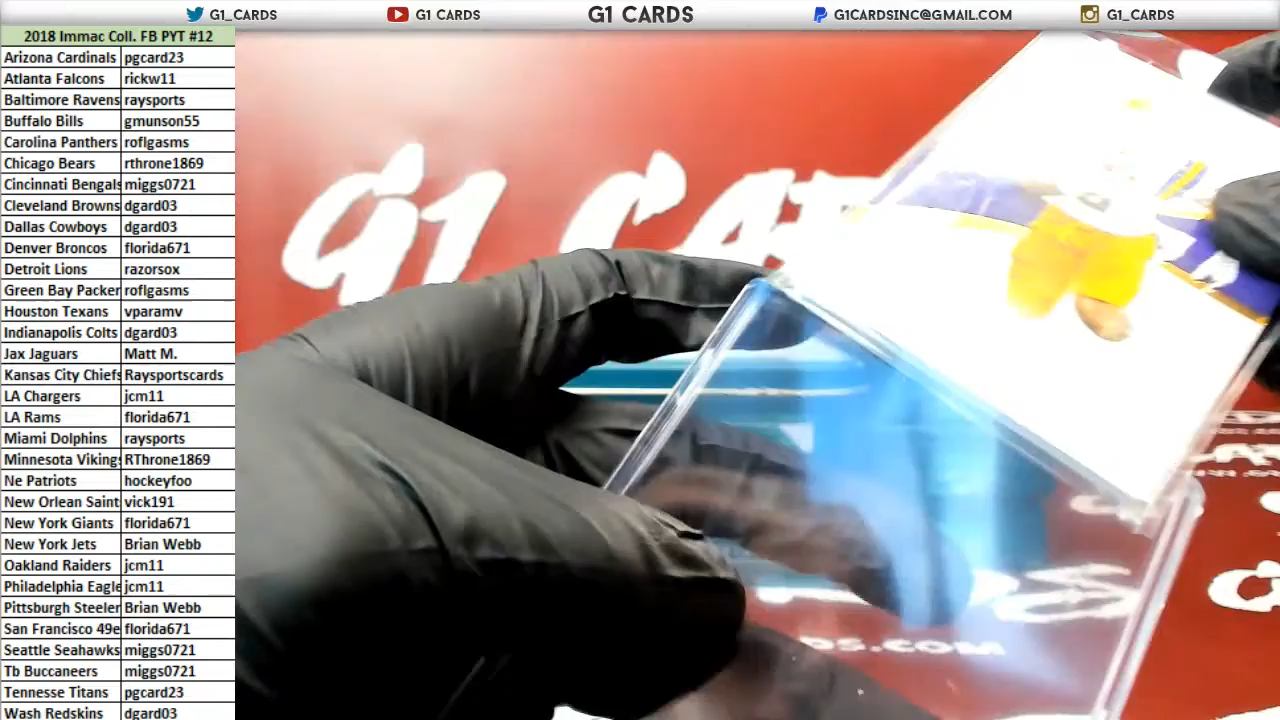 G1_CARDS G1 CARDS G1 CARDS G1CARDSINC@GMAIL.COM G1_CARDS
2018 Immac Coll. FB PYT #12
Arizona Cardinals pgcard23
Atlanta Falcons rickw11
Baltimore Ravens raysports
Buffalo Bills gmunson55
Carolina Panthers roflgasms
Chicago Bears rthrone1869
Cincinnati Bengals miggs0721
Cleveland Browns dgard03
Dallas Cowboys dgard03
Denver Broncos florida671
Detroit Lions razorsox
Green Bay Packer roflgasms
Houston Texans vparamv
Indianapolis Colts dgard03
Jax Jaguars Matt M.
Kansas City Chiefs Raysportscards
LA Chargers jcm11
LA Rams florida671
Miami Dolphins raysports
Minnesota Vikings RThrone1869
Ne Patriots hockeyfoo
New Orlean Saint vick191
New York Giants florida671
New York Jets Brian Webb
Oakland Raiders jcm11
Philadelphia Eagle jcm11
Pittsburgh Steeler Brian Webb
San Francisco 49e florida671
Seattle Seahawks miggs0721
Tb Buccaneers miggs0721
Tennesse Titans pgcard23
Wash Redskins dgard03
G1 CA
DS.COM